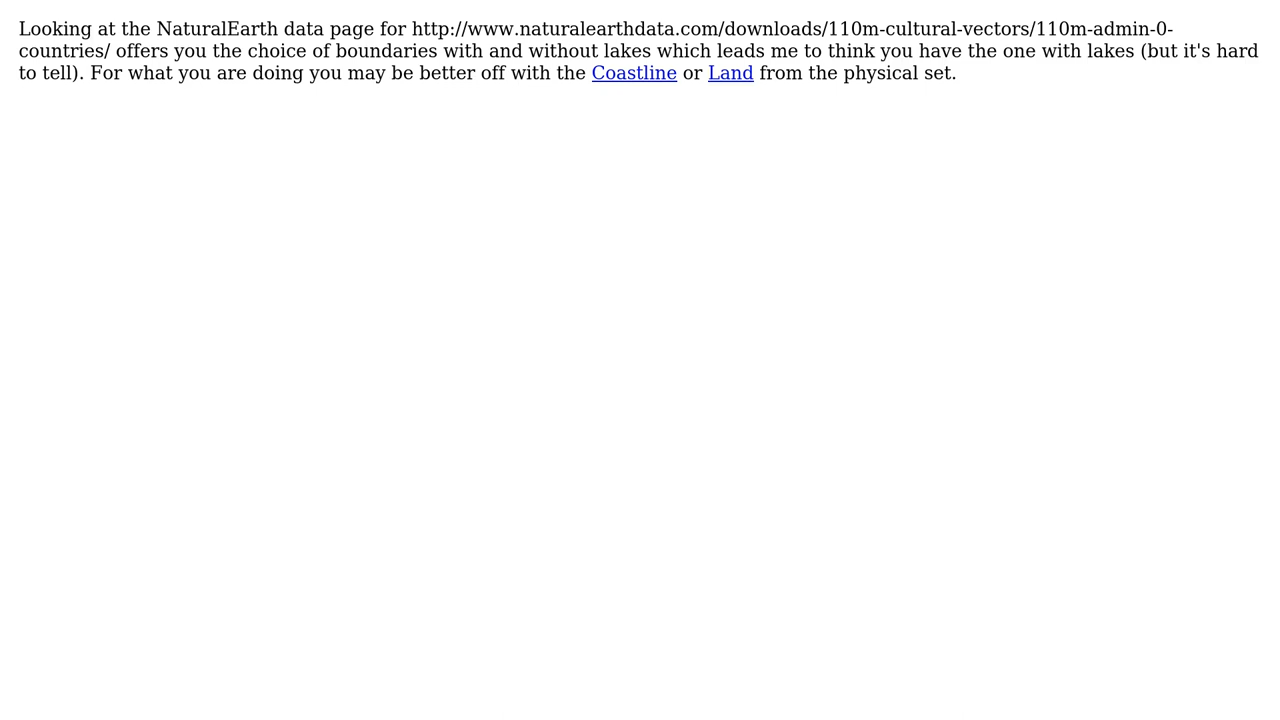 Looking at the NaturalEarth data page for http://www.naturalearthdata.com/downloads/110m-cultural-vectors/110m-admin-0-
countries/ offers you the choice of boundaries with and without lakes which leads me to think you have the one with lakes (but it's hard
to tell). For what you are doing you may be better off with the Coastline or Land from the physical set.